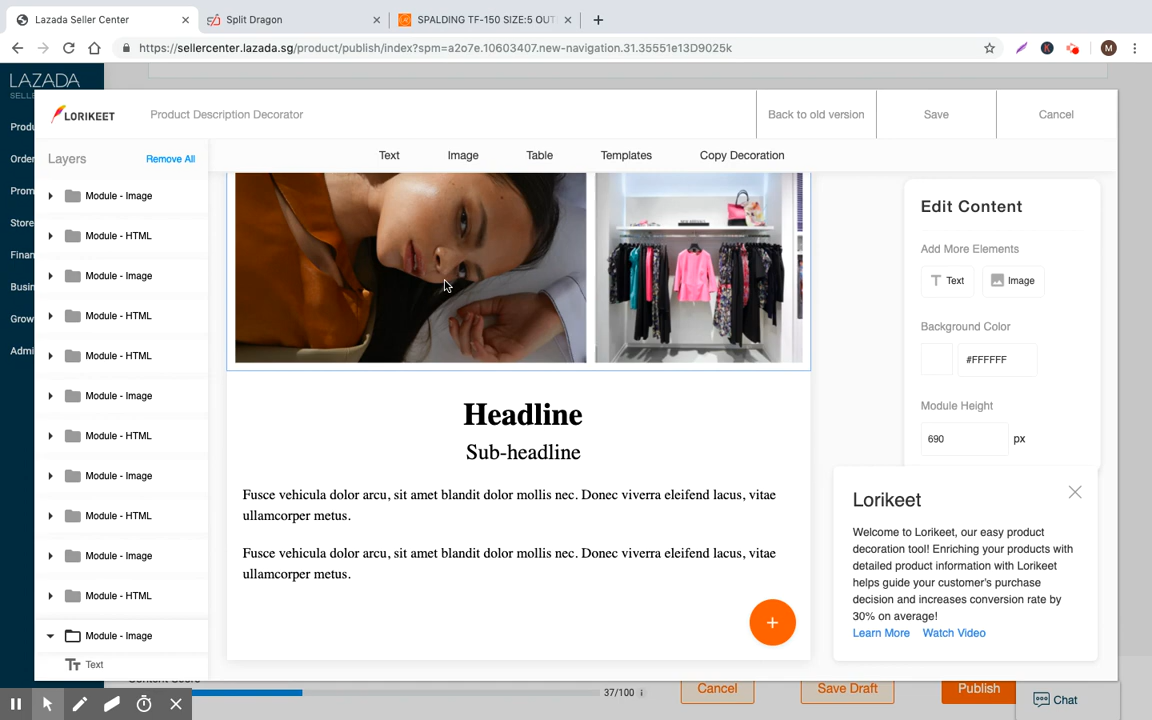 Lazada Seller Center
Split Dragon
SPALDING TF-150 SIZE:5 OUT
https://sellercenter.lazada.sg/product/publish/index?spm=a2o7e.10603407.new-navigation.31.35551e13D9025k
K
M
LAZADA
SELL
Produ
Order
Prom
Store
Finan
Busin
Grow
Admi
LORIKEET
Product Description Decorator
Back to old version
Save
Cancel
Layers
Remove All
Text
Image
Table
Templates
Copy Decoration
Module - Image
Module - HTML
Module - Image
Module - HTML
Module - HTML
Module - Image
Module - HTML
Module - Image
Module - HTML
Module - Image
Module - HTML
Module - Image
Text
Headline
Sub-headline
Fusce vehicula dolor arcu, sit amet blandit dolor mollis nec. Donec viverra eleifend lacus, vitae
ullamcorper metus.
Fusce vehicula dolor arcu, sit amet blandit dolor mollis nec. Donec viverra eleifend lacus, vitae
ullamcorper metus.
Edit Content
Add More Elements
Text
Image
Background Color
#FFFFFF
Module Height
690
px
Lorikeet
Welcome to Lorikeet, our easy product
decoration tool! Enriching your products with
detailed product information with Lorikeet
helps guide your customer's purchase
decision and increases conversion rate by
30% on average!
Learn More
Watch Video
Content Score
37/100
Cancel
Save Draft
Publish
Chat